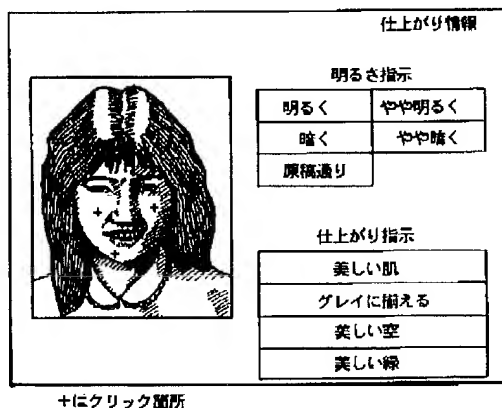 仕上がり情報
明るさ指示
明るく やや明るく
暗く やや暗く
原稿通り
仕上がり指示
美しい肌
グレイに揃える
美しい空
美しい緑
+にクリック箇所